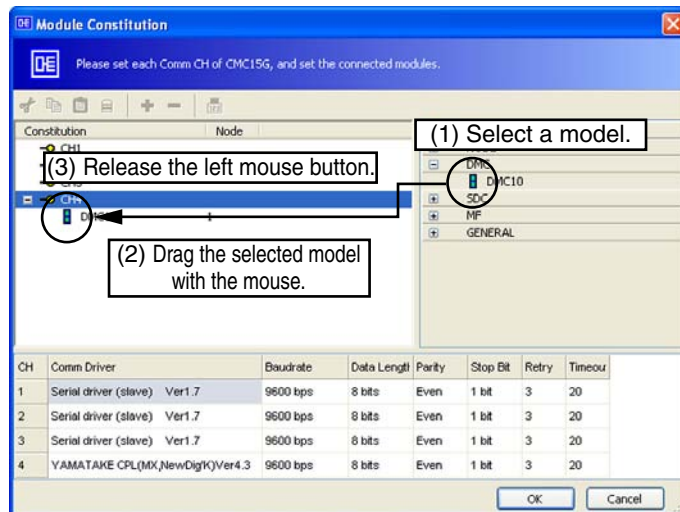 Module Constitution
Please set each Comm CH of CMC15G, and set the connected modules.
Constitution Node
(1) Select a model.
CH1
(3) Release the left mouse button.
DMC10
SDC
CH4
MF
1
GENERAL
(2) Drag the selected model
with the mouse.
CH Comm Driver Baudrate Data Lengtl Parity Stop Bit Retry Timeou
1 Serial driver (slave) Ver1.7 9600 bps 8 bits Even 1 bit 3 20
2 Serial driver (slave) Ver1.7 9600 bps 8 bits Even 1 bit 3 20
3 Serial driver (slave) Ver1.7 9600 bps 8 bits Even 1 bit 3 20
4 YAMATAKE CPL(MX,NewDigiK)Ver4.3 9600 bps 8 bits Even 1 bit 3 20
OK Cancel